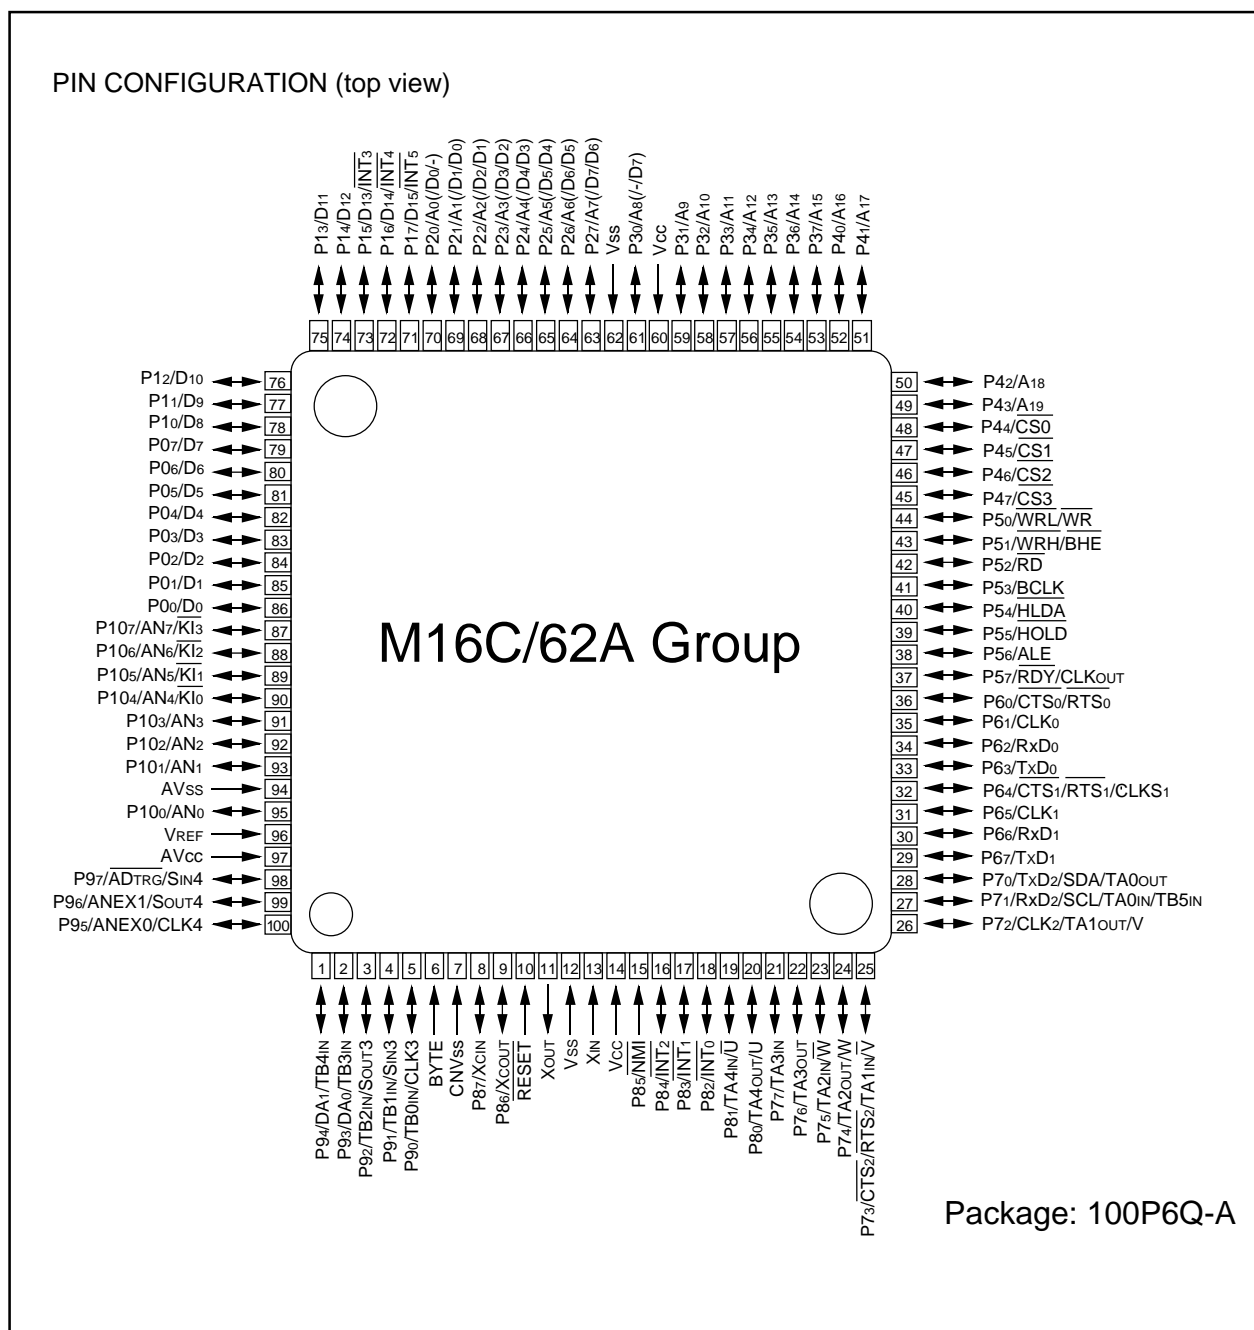 PIN CONFIGURATION (top view)
P13/D11
P14/D12
P15/D13/INT3
P16/D14/INT4
P17/D15/INT5
P20/A0(/D0/-)
P21/A1(/D1/D0)
P22/A2(/D2/D1)
P23/A3(/D3/D2)
P24/A4(/D4/D3)
P25/A5(/D5/D4)
P26/A6(/D6/D5)
P27/A7(/D7/D6)
Vss
P30/A8(/-/D7)
Vcc
P31/A9
P32/A10
P33/A11
P34/A12
P35/A13
P36/A14
P37/A15
P40/A16
P41/A17
75 74 73 72 71 70 69 68 67 66 65 64 63 62 61 60 59 58 57 56 55 54 53 52 51
P12/D10 76
P11/D9 77
P10/D8 78
P07/D7 79
P06/D6 80
P05/D5 81
P04/D4 82
P03/D3 83
P02/D2 84
P01/D1 85
P00/D0 86
P107/AN7/KI3 87
P106/AN6/KI2 88
P105/AN5/KI1 89
P104/AN4/KI0 90
P103/AN3 91
P102/AN2 92
P101/AN1 93
AVss 94
P100/AN0 95
VREF 96
AVcc 97
P97/ADTRG/SIN4 98
P96/ANEX1/SOUT4 99
P95/ANEX0/CLK4 100
M16C/62A Group
50 P42/A18
49 P43/A19
48 P44/CS0
47 P45/CS1
46 P46/CS2
45 P47/CS3
44 P50/WRL/WR
43 P51/WRH/BHE
42 P52/RD
41 P53/BCLK
40 P54/HLDA
39 P55/HOLD
38 P56/ALE
37 P57/RDY/CLKOUT
36 P60/CTS0/RTS0
35 P61/CLK0
34 P62/RxD0
33 P63/TxD0
32 P64/CTS1/RTS1/CLKS1
31 P65/CLK1
30 P66/RxD1
29 P67/TxD1
28 P70/TxD2/SDA/TA0OUT
27 P71/RxD2/SCL/TA0IN/TB5IN
26 P72/CLK2/TA1OUT/V
1 2 3 4 5 6 7 8 9 10 11 12 13 14 15 16 17 18 19 20 21 22 23 24 25
P94/DA1/TB4IN
P93/DA0/TB3IN
P92/TB2IN/SOUT3
P91/TB1IN/SIN3
P90/TB0IN/CLK3
BYTE
CNVss
P87/XCIN
P86/XCOUT
RESET
XOUT
Vss
XIN
Vcc
P85/NMI
P84/INT2
P83/INT1
P82/INT0
P81/TA4IN/U
P80/TA4OUT/U
P77/TA3IN
P76/TA3OUT
P75/TA2IN/W
P74/TA2OUT/W
P73/CTS2/RTS2/TA1IN/V
Package: 100P6Q-A